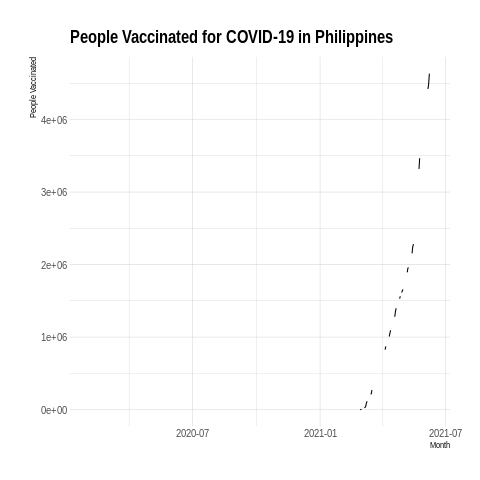 People Vaccinated for COVID-19 in Philippines
People Vaccinated
4e+06
3e+06
2e+06
1e+06
0e+00
2020-07
2021-01
2021-07
Month